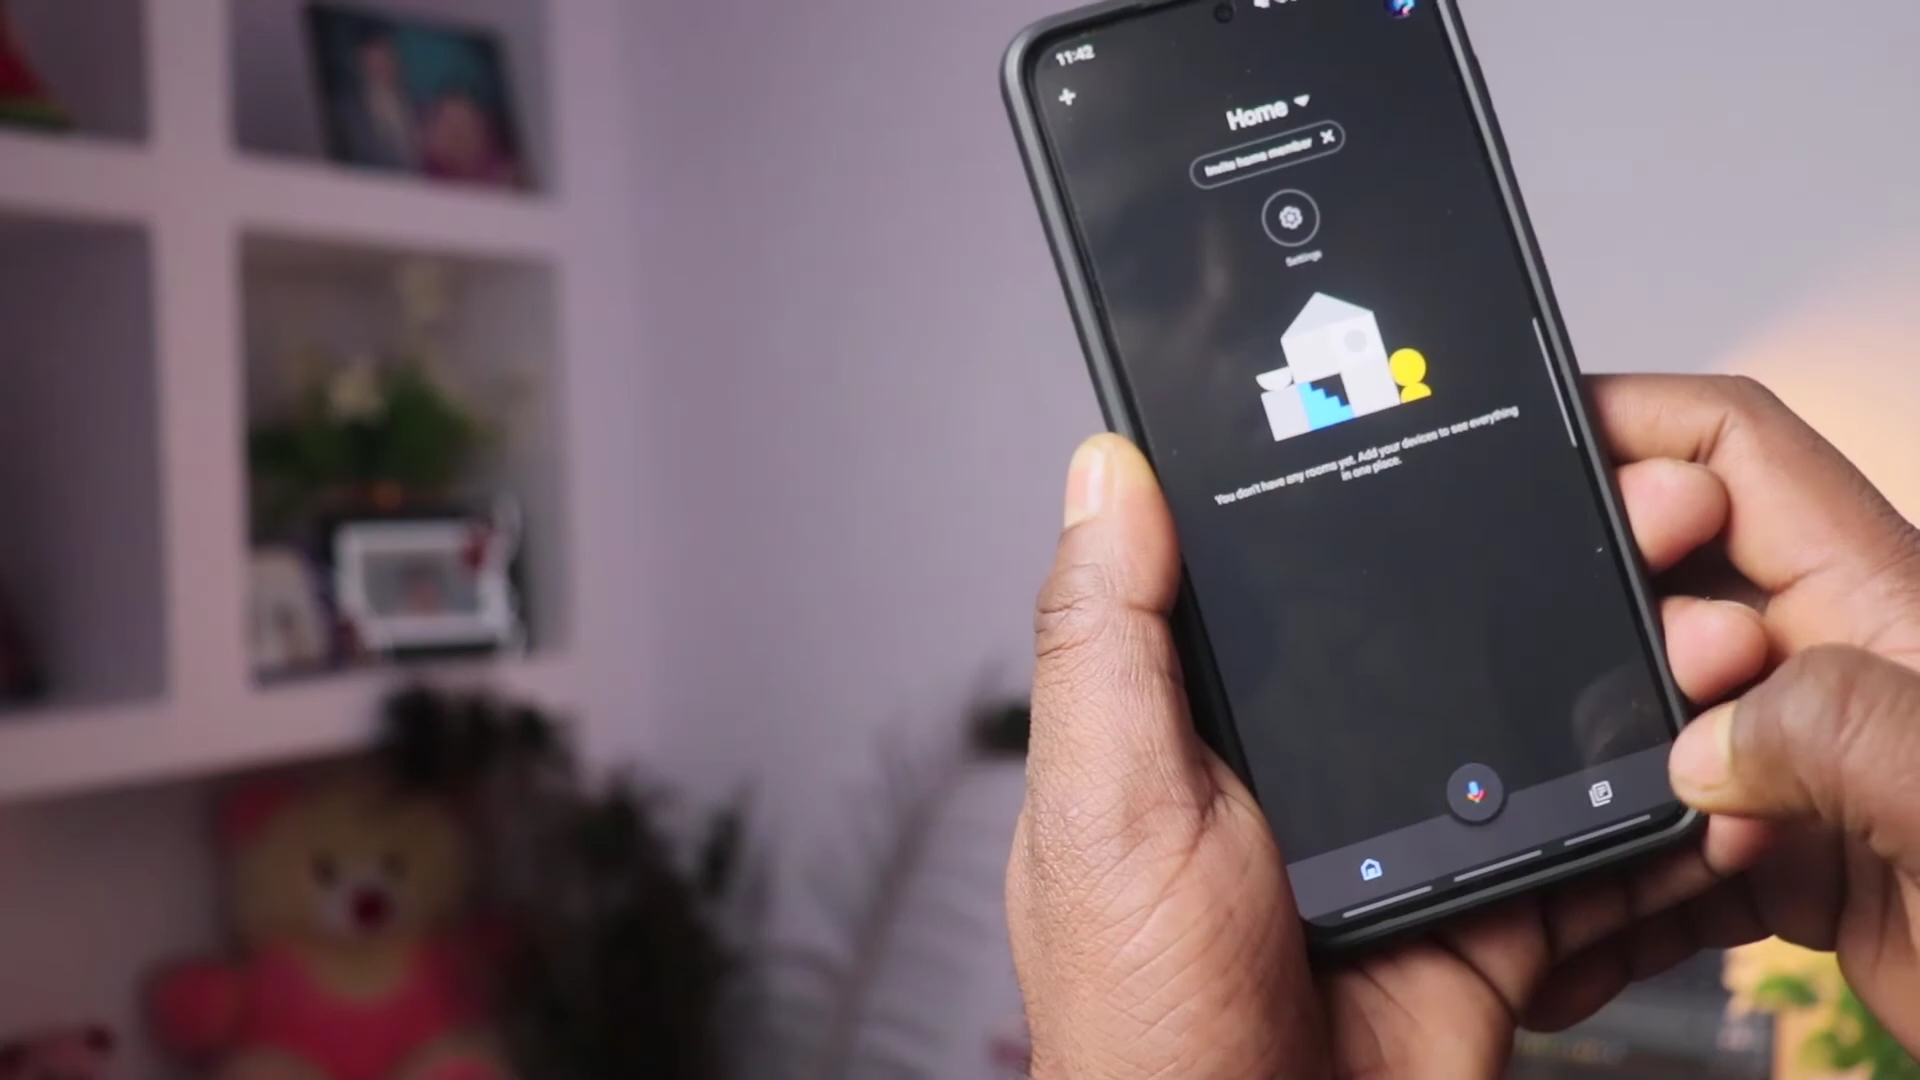 11:42
Home
Invite home member
Settings
You don't have any rooms yet. Add your devices to see everything
in one place.